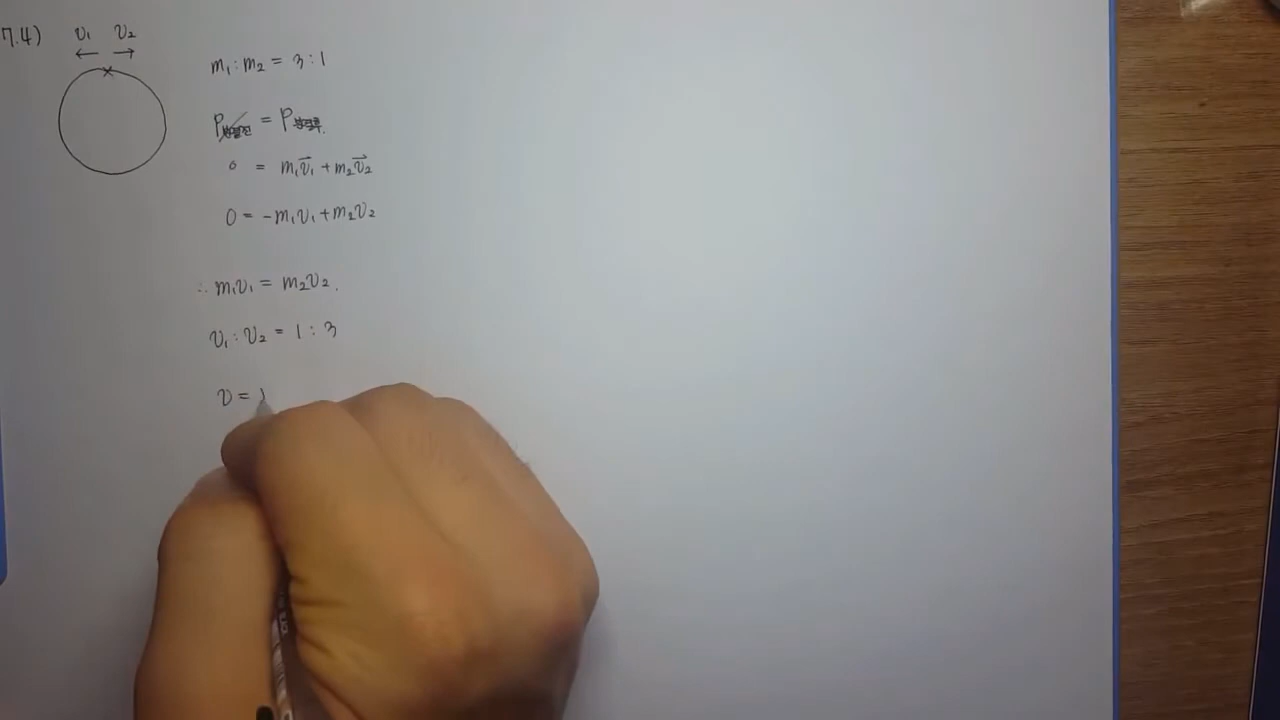 7.4)
v₁ v₂
← →
m₁ : m₂ = 3 : 1
P = P
0 = m₁v⃗₁ + m₂v⃗₂
0 = -m₁v₁ + m₂v₂
∴ m₁v₁ = m₂v₂.
v₁ : v₂ = 1 : 3
v =